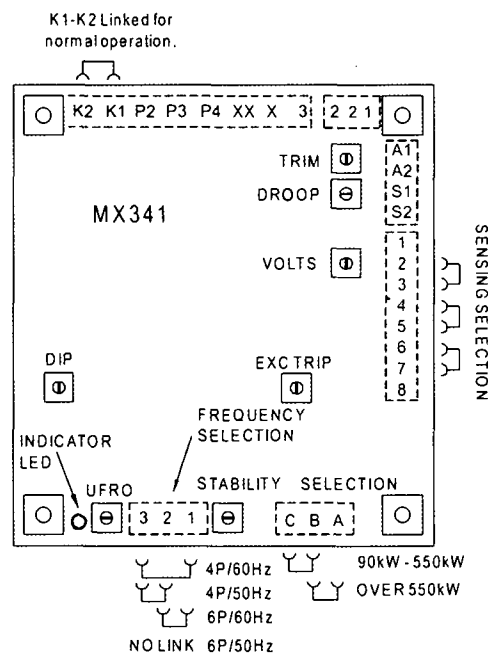 K1-K2 Linked for
normal operation.
K2 K1 P2 P3 P4 XX X 3 2 2 1
TRIM
DROOP
A1
A2
S1
S2
MX341
VOLTS
1
2
3
4
5
6
7
8
SENSING SELECTION
DIP
EXC TRIP
FREQUENCY
SELECTION
INDICATOR
LED
UFRO
STABILITY SELECTION
3 2 1
C B A
4P/60Hz
4P/50Hz
6P/60Hz
NO LINK 6P/50Hz
90kW - 550kW
OVER 550kW